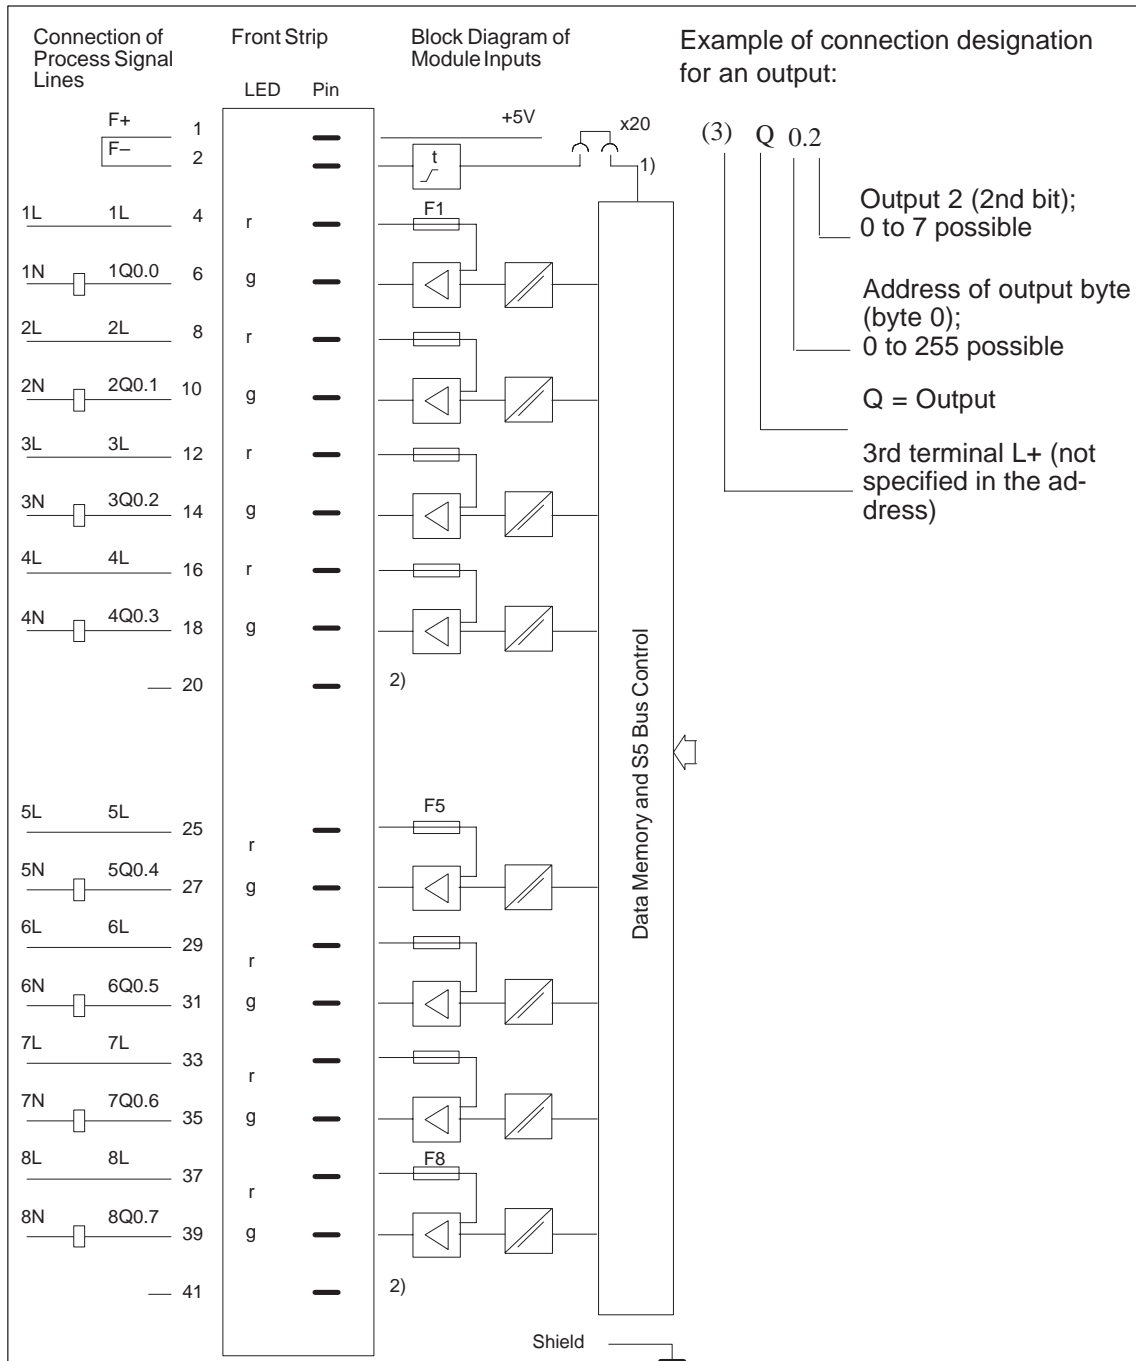 Connection of
Process Signal
Lines
Front Strip
LED Pin
Block Diagram of
Module Inputs
Example of connection designation
for an output:
(3) Q 0.2
Output 2 (2nd bit);
0 to 7 possible
Address of output byte
(byte 0);
0 to 255 possible
Q = Output
3rd terminal L+ (not
specified in the ad-
dress)
F+ 1 +5V x20
F– 2 t 1)
1L 1L 4 r F1
1N 1Q0.0 6 g
2L 2L 8 r
2N 2Q0.1 10 g
3L 3L 12 r
3N 3Q0.2 14 g
4L 4L 16 r
4N 4Q0.3 18 g
20 2)
Data Memory and S5 Bus Control
5L 5L 25 r F5
5N 5Q0.4 27 g
6L 6L 29 r
6N 6Q0.5 31 g
7L 7L 33 r
7N 7Q0.6 35 g
8L 8L 37 r F8
8N 8Q0.7 39 g
41 2)
Shield